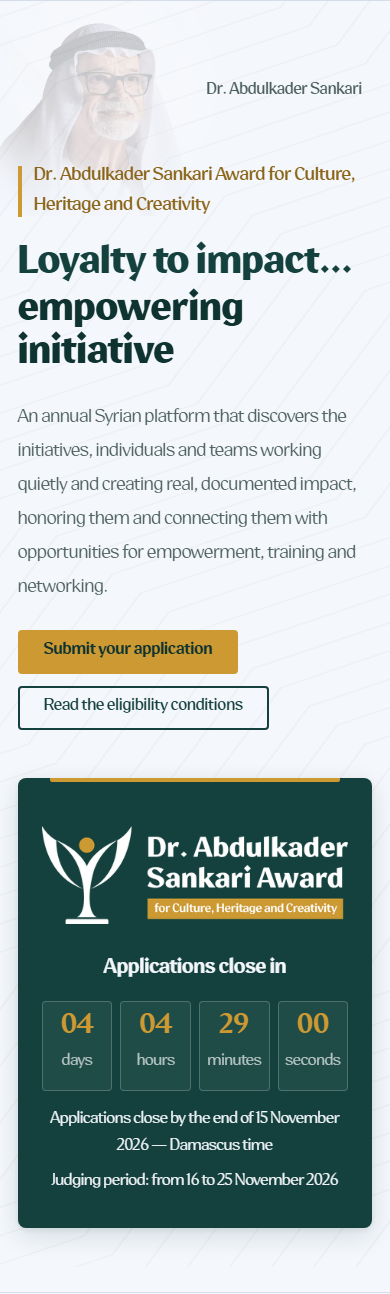 Dr. Abdulkader Sankari
Dr. Abdulkader Sankari Award for Culture,
Heritage and Creativity
Loyalty to impact...
empowering
initiative
An annual Syrian platform that discovers the
initiatives, individuals and teams working
quietly and creating real, documented impact,
honoring them and connecting them with
opportunities for empowerment, training and
networking.
Submit your application
Read the eligibility conditions
Dr. Abdulkader
Sankari Award
for Culture, Heritage and Creativity
Applications close in
04 04 29 00
days hours minutes seconds
Applications close by the end of 15 November
2026 — Damascus time
Judging period: from 16 to 25 November 2026